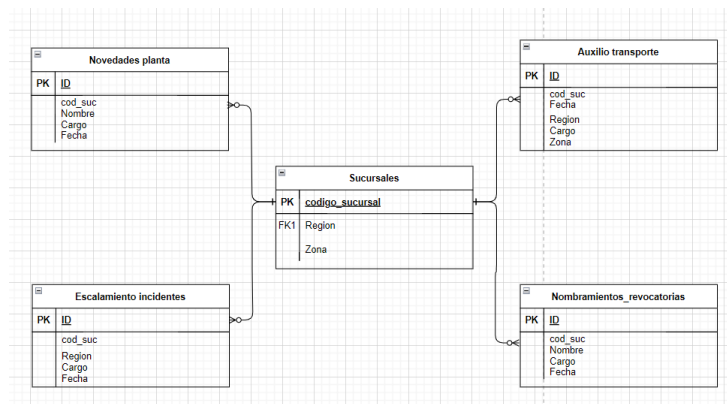 Novedades planta
PK ID
cod_suc
Nombre
Cargo
Fecha
Auxilio transporte
PK ID
cod_suc
Fecha
Region
Cargo
Zona
Sucursales
PK codigo_sucursal
FK1 Region
Zona
Escalamiento incidentes
PK ID
cod_suc
Region
Cargo
Fecha
Nombramientos_revocatorias
PK ID
cod_suc
Nombre
Cargo
Fecha